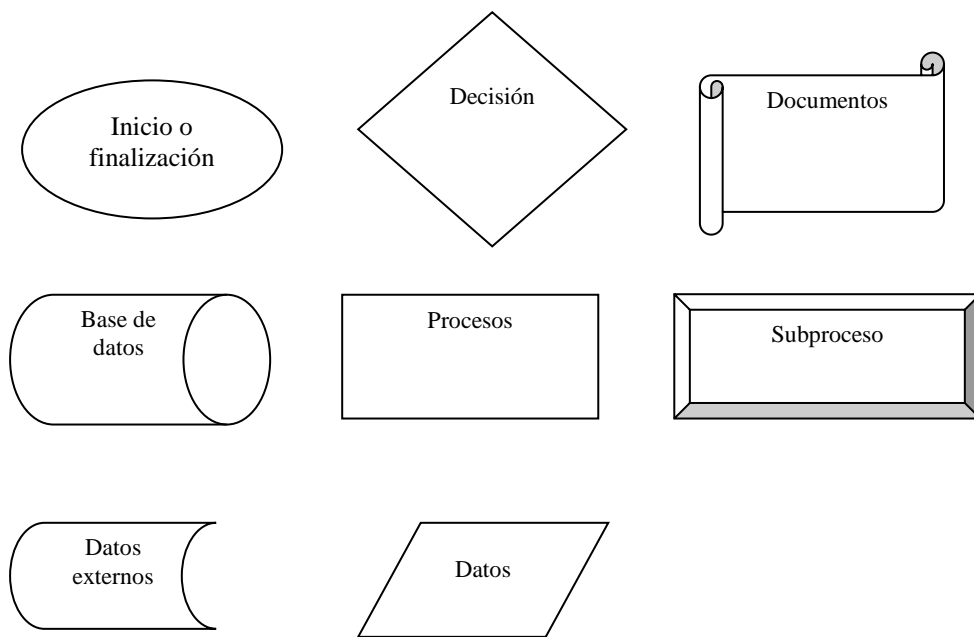 Inicio o
finalización
Decisión
Documentos
Base de
datos
Procesos
Subproceso
Datos
externos
Datos